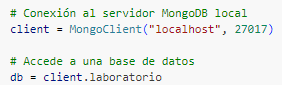 # Conexión al servidor MongoDB local
client = MongoClient("localhost", 27017)
# Accede a una base de datos
db = client.laboratorio